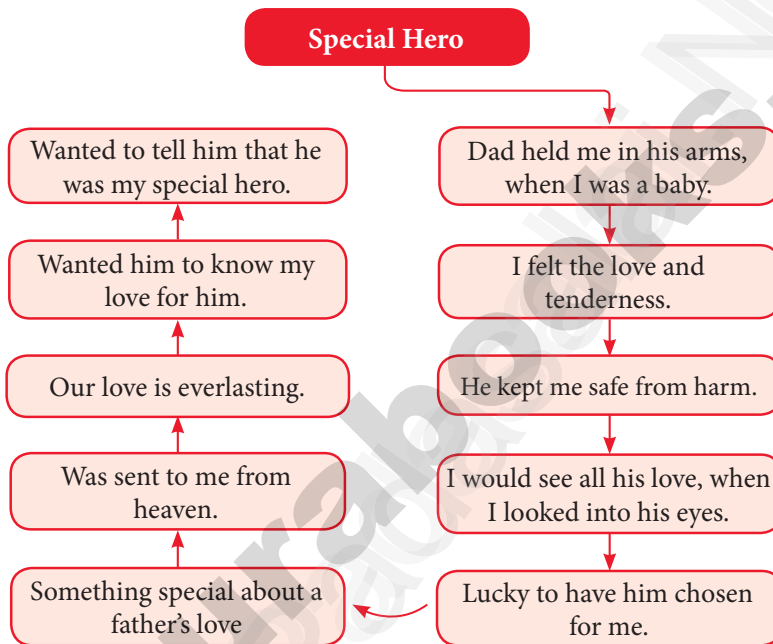 Special Hero
Dad held me in his arms,
when I was a baby.
I felt the love and
tenderness.
He kept me safe from harm.
I would see all his love, when
I looked into his eyes.
Lucky to have him chosen
for me.
Something special about a
father's love
Was sent to me from
heaven.
Our love is everlasting.
Wanted him to know my
love for him.
Wanted to tell him that he
was my special hero.